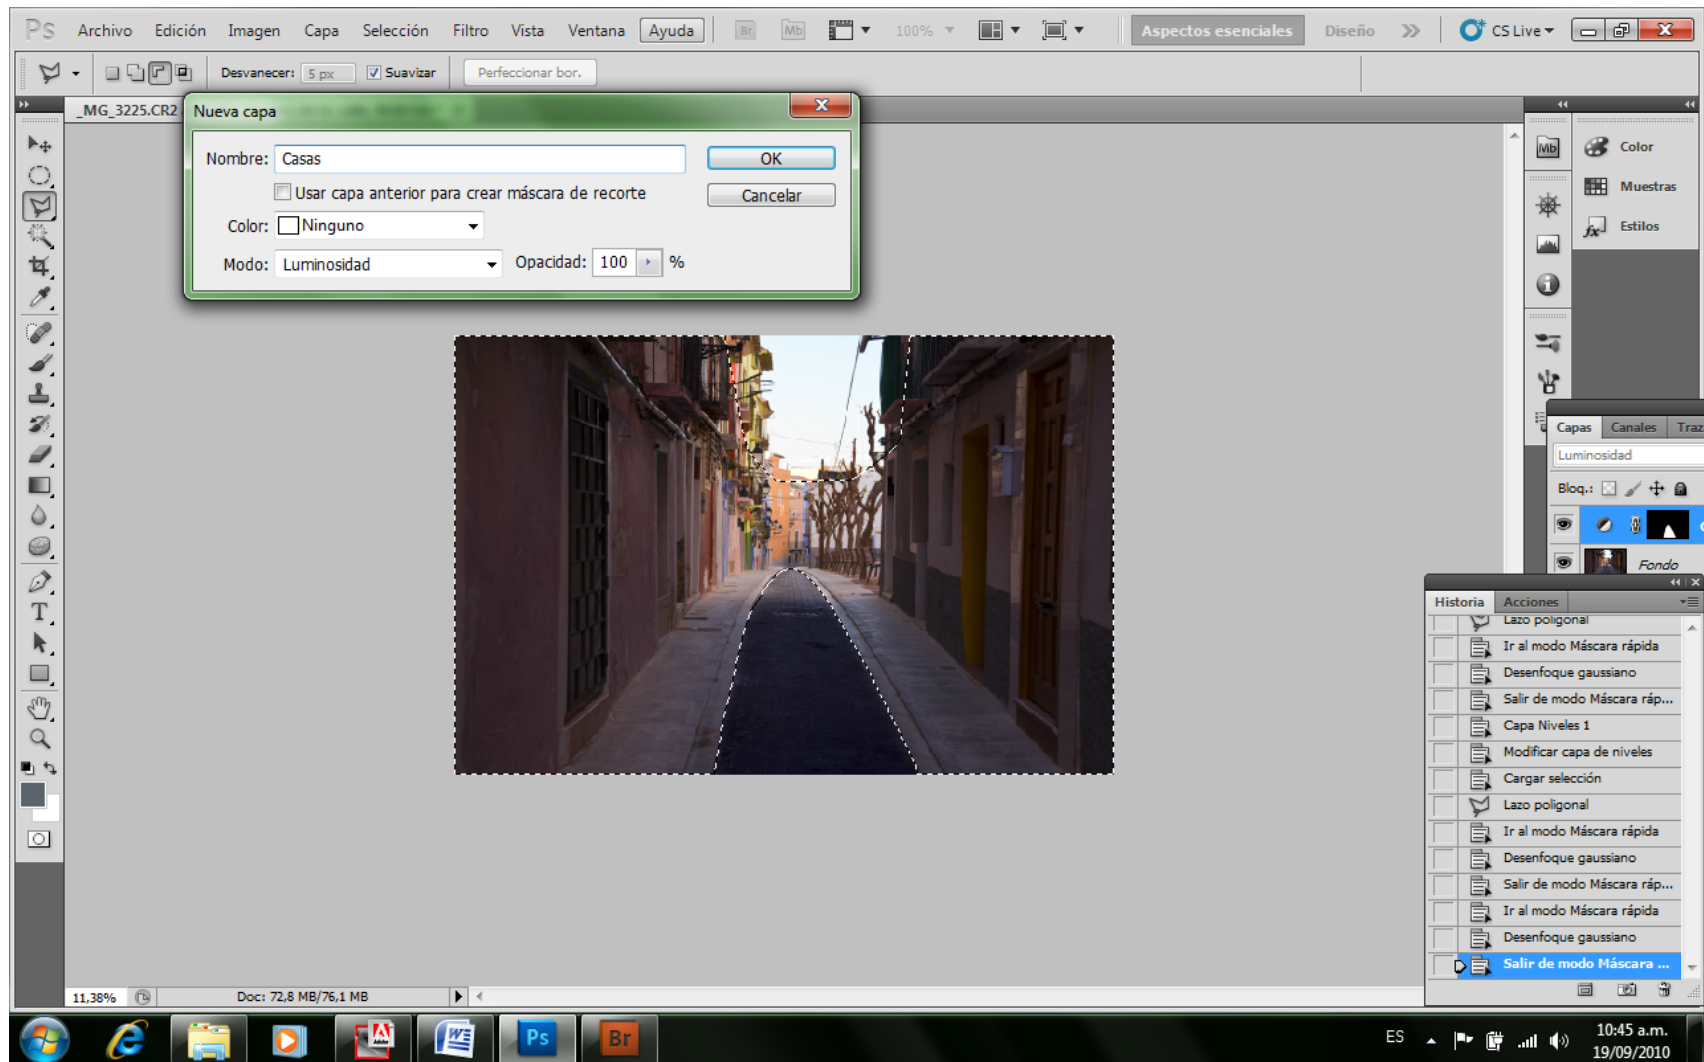 Ps Archivo Edición Imagen Capa Selección Filtro Vista Ventana Ayuda Br Mb 100% Aspectos esenciales Diseño CS Live
Desvanecer: 5 px Suavizar Perfeccionar bor.
_MG_3225.CR2
Nueva capa
Nombre: Casas OK
Usar capa anterior para crear máscara de recorte Cancelar
Color: Ninguno
Modo: Luminosidad Opacidad: 100 %
Mb Color
Muestras
Estilos
Capas Canales Traz
Luminosidad
Bloq.:
Fondo
Historia Acciones
Lazo poligonal
Ir al modo Máscara rápida
Desenfoque gaussiano
Salir de modo Máscara ráp...
Capa Niveles 1
Modificar capa de niveles
Cargar selección
Lazo poligonal
Ir al modo Máscara rápida
Desenfoque gaussiano
Salir de modo Máscara ráp...
Ir al modo Máscara rápida
Desenfoque gaussiano
Salir de modo Máscara ...
11,38% Doc: 72,8 MB/76,1 MB
Ps Br ES 10:45 a.m.
19/09/2010